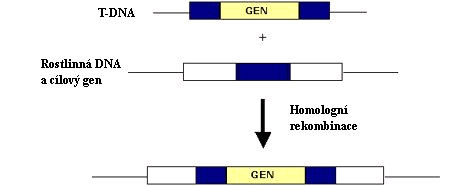 T-DNA
GEN
+
Rostlinná DNA
a cílový gen
Homologní
rekombinace
GEN